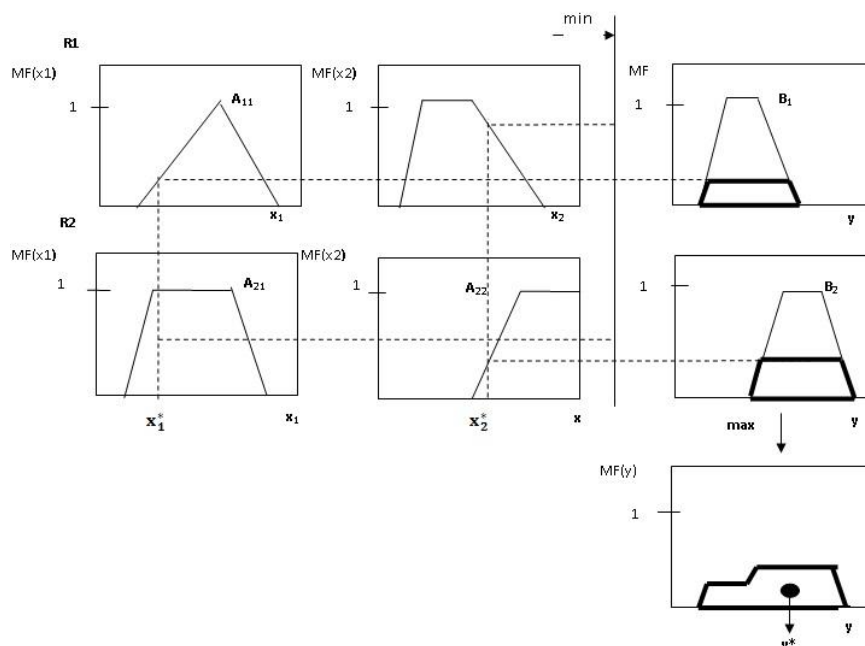 min
R1
MF(x1)
MF(x2)
MF
1
A11
1
1
B1
x1
x2
y
R2
MF(x1)
MF(x2)
1
A21
1
A22
1
B2
x1*
x1
x2*
x
max
y
MF(y)
1
y